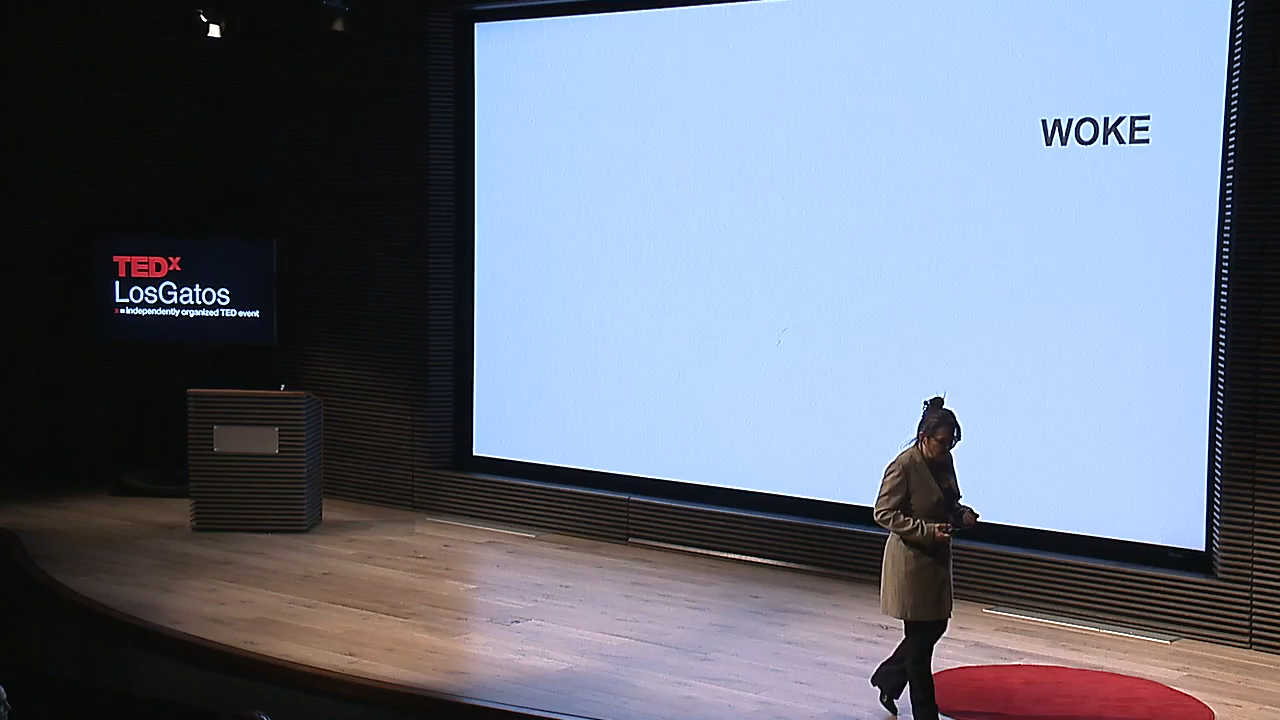 WOKE
TEDx
LosGatos
x = independently organized TED event